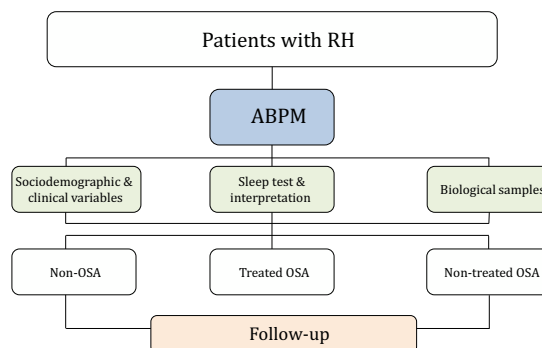 Patients with RH
ABPM
Sociodemographic &
clinical variables
Sleep test &
interpretation
Biological samples
Non-OSA
Treated OSA
Non-treated OSA
Follow-up